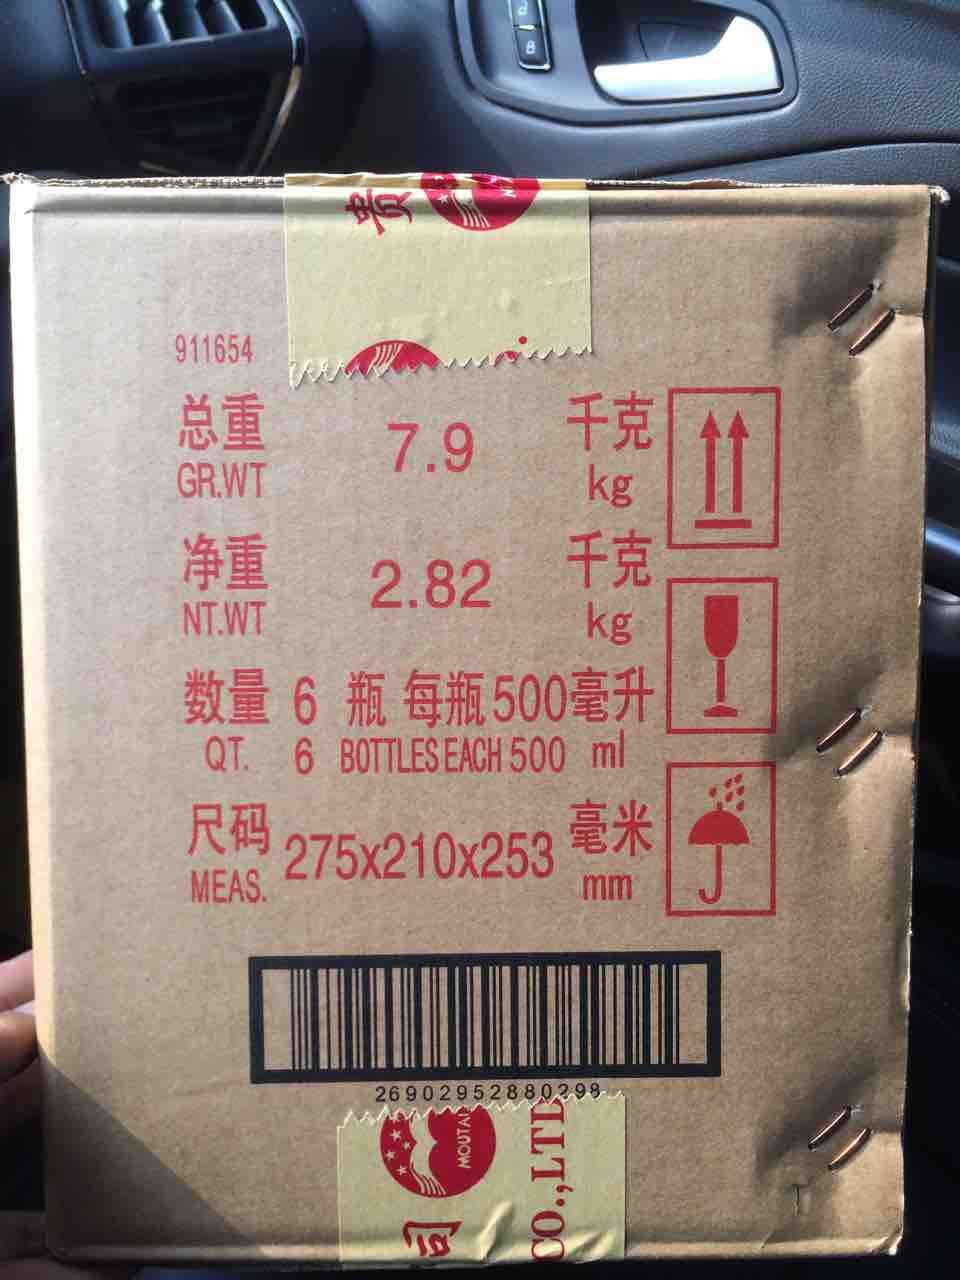 贵
911654
总重 7.9 千克
GR.WT kg
净重 2.82 千克
NT.WT kg
数量 6 瓶 每瓶 500 毫升
QT. 6 BOTTLES EACH 500 ml
尺码 275x210x253 毫米
MEAS. mm
26902952880298
MOUTAI
司
CO.,LTD